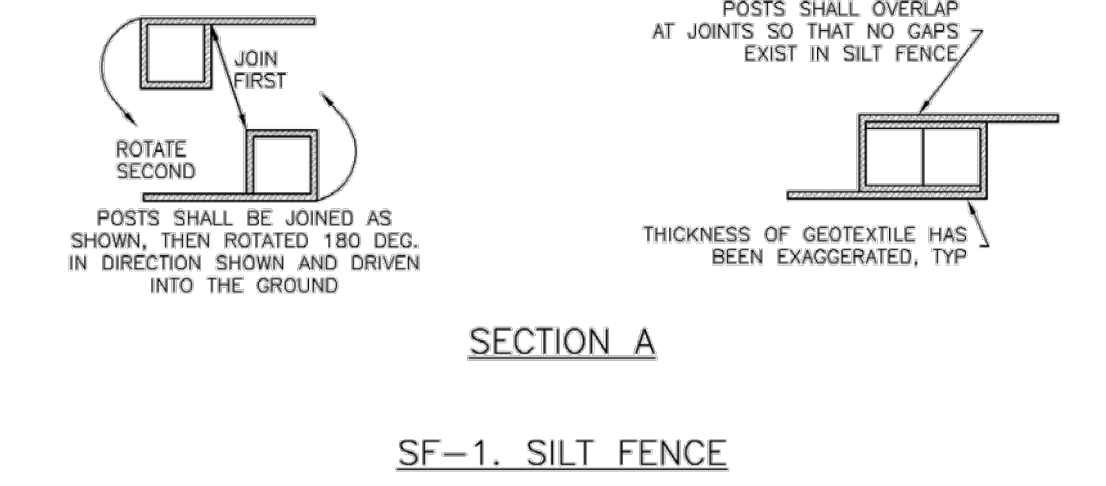 JOIN
FIRST
ROTATE
SECOND
POSTS SHALL BE JOINED AS
SHOWN, THEN ROTATED 180 DEG.
IN DIRECTION SHOWN AND DRIVEN
INTO THE GROUND
POSTS SHALL OVERLAP
AT JOINTS SO THAT NO GAPS
EXIST IN SILT FENCE
THICKNESS OF GEOTEXTILE HAS
BEEN EXAGGERATED, TYP
SECTION A
SF-1. SILT FENCE